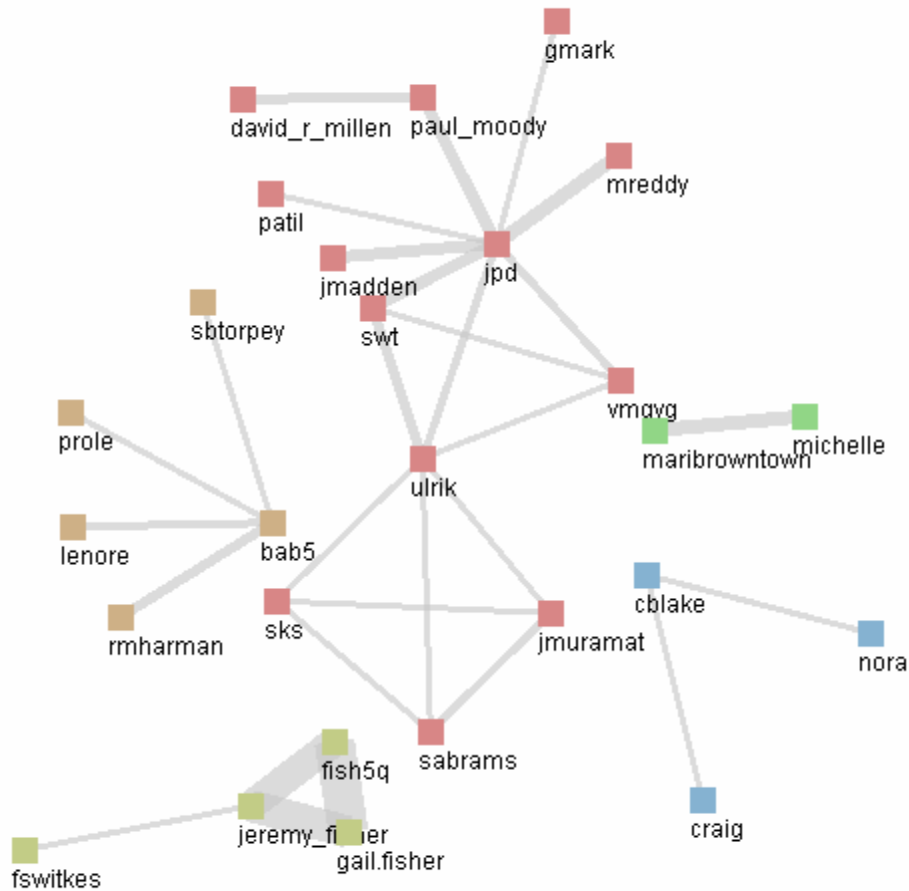 gmark
david_r_millen
paul_moody
mreddy
patil
jpd
jmadden
sbtorpey
swt
vmgvg
prole
michelle
maribrowntown
ulrik
lenore
bab5
cblake
sks
rmharman
jmuramat
nora
sabrams
fish5q
craig
jeremy_fisher
gail.fisher
fswitkes